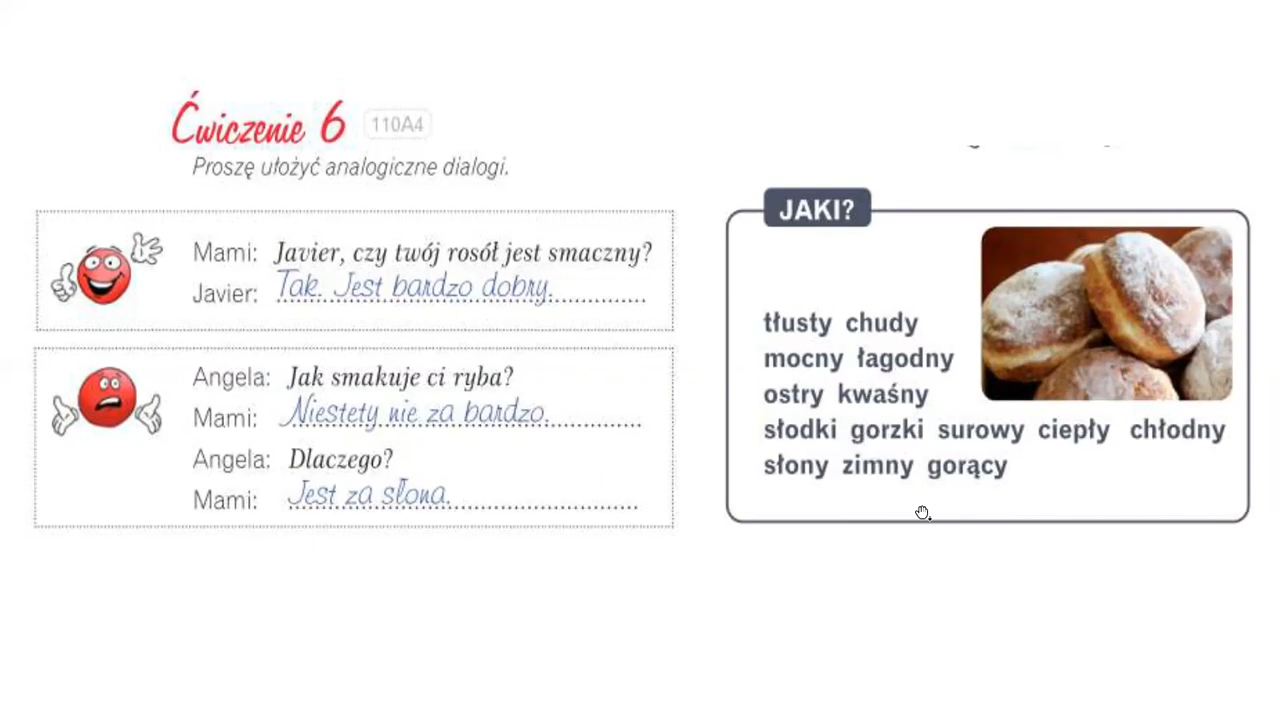 Ćwiczenie 6 110A4
Proszę ułożyć analogiczne dialogi.
Mami: Javier, czy twój rosół jest smaczny?
Javier: Tak. Jest bardzo dobry.
Angela: Jak smakuje ci ryba?
Mami: Niestety nie za bardzo.
Angela: Dlaczego?
Mami: Jest za słona.
JAKI?
tłusty chudy
mocny łagodny
ostry kwaśny
słodki gorzki surowy ciepły chłodny
słony zimny gorący